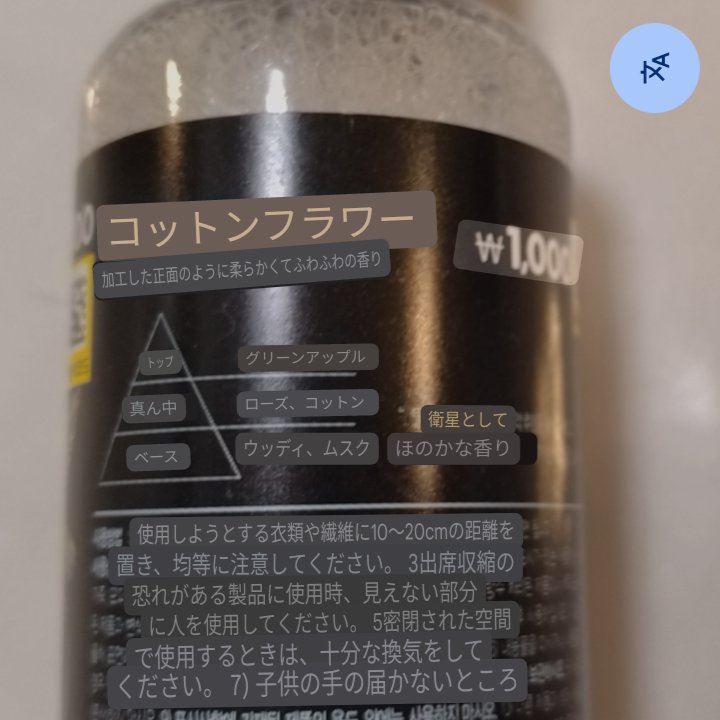 コットンフラワー
₩1,000
加工した正面のように柔らかくてふわふわの香り
トップ
グリーンアップル
真ん中
ローズ、コットン
衛星として
ベース
ウッディ、ムスク
ほのかな香り
使用しようとする衣類や繊維に10〜20cmの距離を
置き、均等に注意してください。 3出席収縮の
恐れがある製品に使用時、見えない部分
に人を使用してください。 5密閉された空間
で使用するときは、十分な換気をして
ください。 7) 子供の手の届かないところ